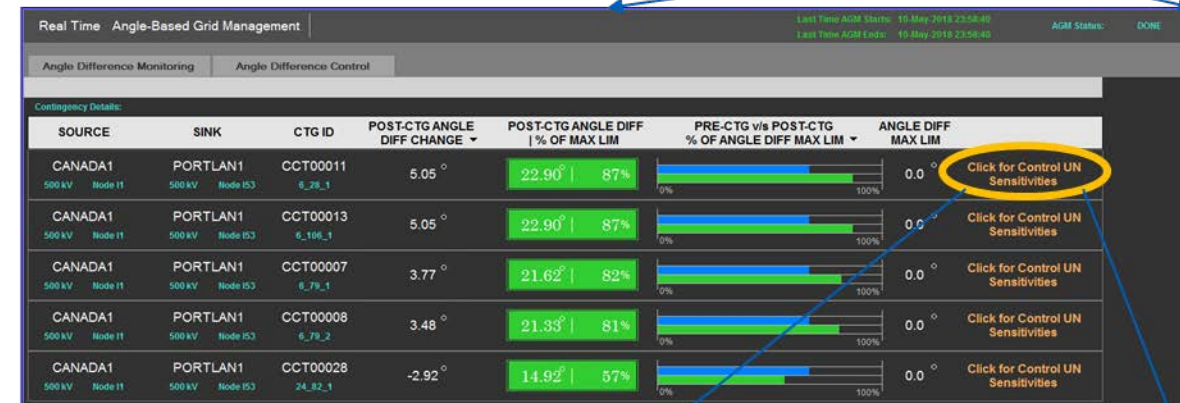 Real Time Angle-Based Grid Management
Last Time AGM Starts: 10-May-2018 23:58:40
Last Time AGM Ends: 10-May-2018 23:58:40
AGM Status: DONE
Angle Difference Monitoring Angle Difference Control
Contingency Details:
SOURCE SINK CTG ID POST-CTG ANGLE DIFF CHANGE POST-CTG ANGLE DIFF | % OF MAX LIM PRE-CTG v/s POST-CTG % OF ANGLE DIFF MAX LIM ANGLE DIFF MAX LIM
CANADA1 PORTLAN1 CCT00011 5.05 ° 22.90° | 87% 0.0 ° Click for Control UN
500 kV Node I1 500 kV Node I53 6_28_1 0% 100% Sensitivities
CANADA1 PORTLAN1 CCT00013 5.05 ° 22.90° | 87% 0.0 ° Click for Control UN
500 kV Node I1 500 kV Node I53 6_106_1 0% 100% Sensitivities
CANADA1 PORTLAN1 CCT00007 3.77 ° 21.62° | 82% 0.0 ° Click for Control UN
500 kV Node I1 500 kV Node I53 6_79_1 0% 100% Sensitivities
CANADA1 PORTLAN1 CCT00008 3.48 ° 21.33° | 81% 0.0 ° Click for Control UN
500 kV Node I1 500 kV Node I53 6_79_2 0% 100% Sensitivities
CANADA1 PORTLAN1 CCT00028 -2.92 ° 14.92° | 57% 0.0 ° Click for Control UN
500 kV Node I1 500 kV Node I53 24_82_1 0% 100% Sensitivities